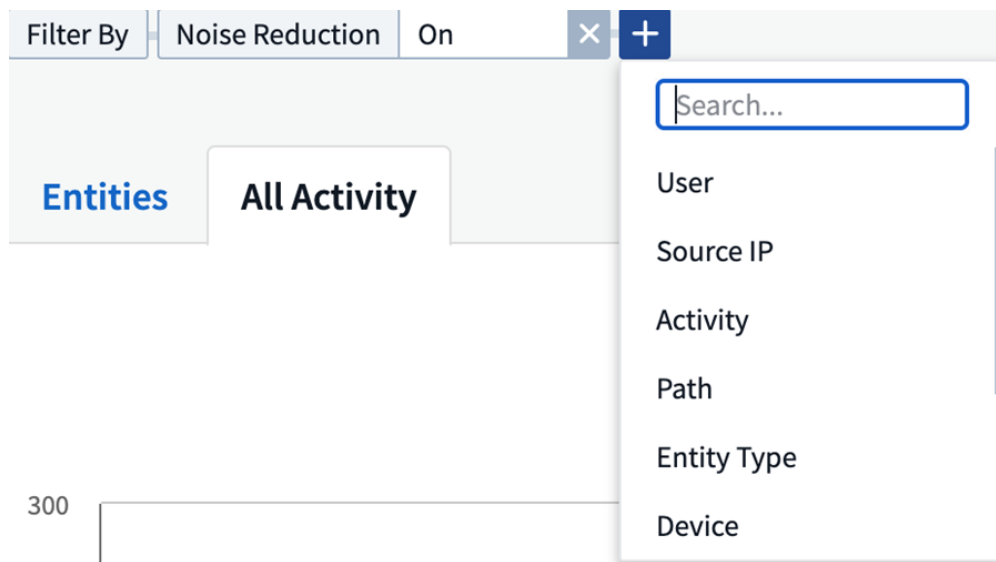 Filter By Noise Reduction On × +
Search...
User
Entities All Activity
Source IP
Activity
Path
Entity Type
300
Device